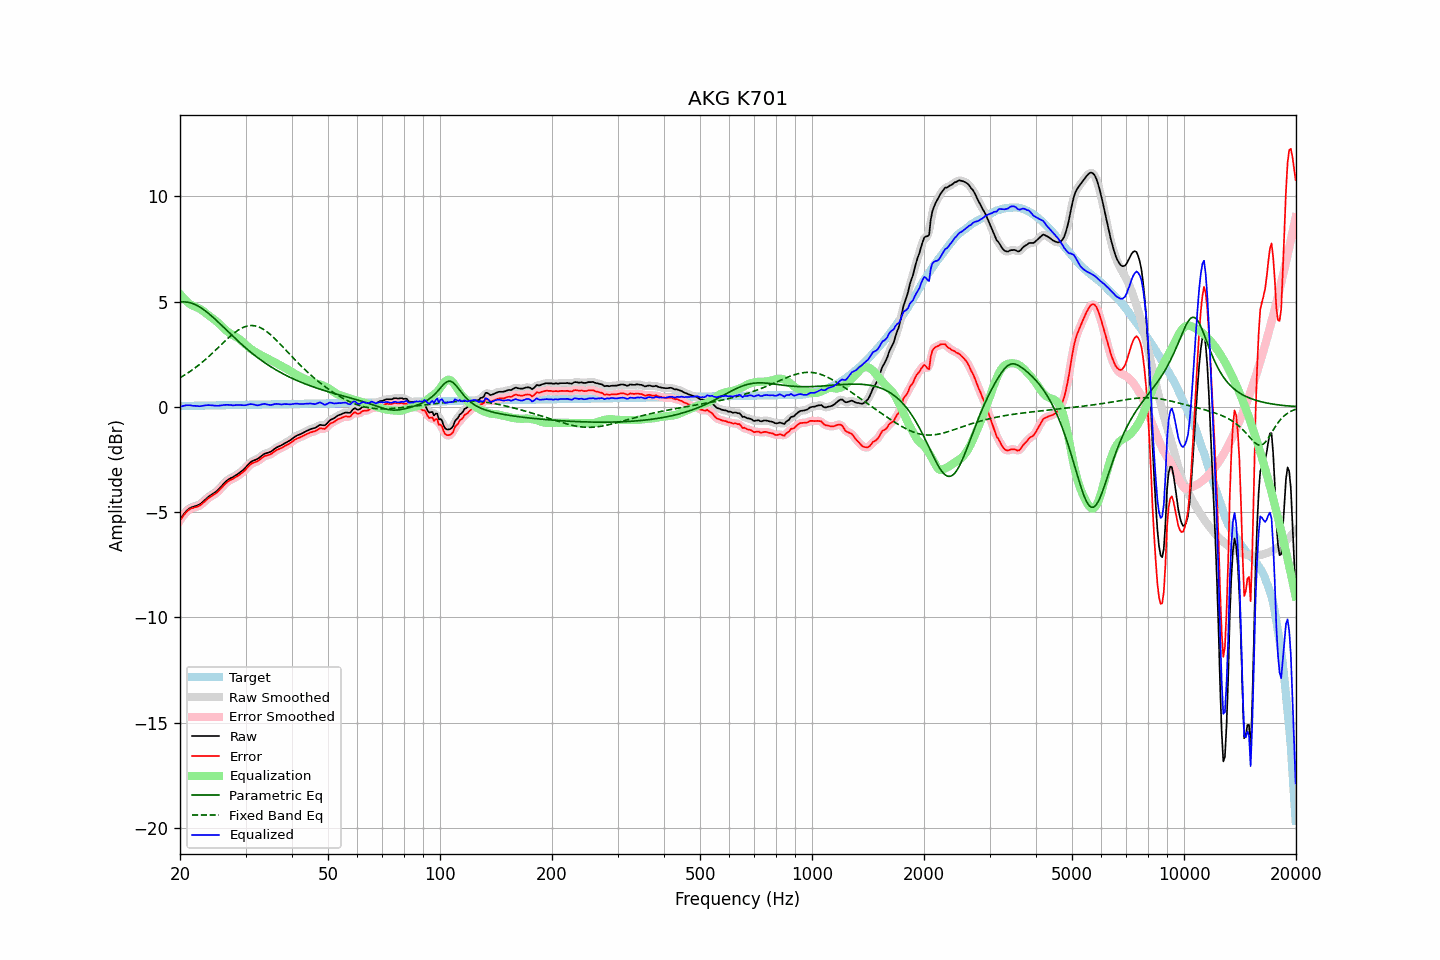 AKG K701
Amplitude (dBr)
10
5
0
−5
−10
−15
−20
Target
Raw Smoothed
Error Smoothed
Raw
Error
Equalization
Parametric Eq
Fixed Band Eq
Equalized
20 50 100 200 500 1000 2000 5000 10000 20000
Frequency (Hz)